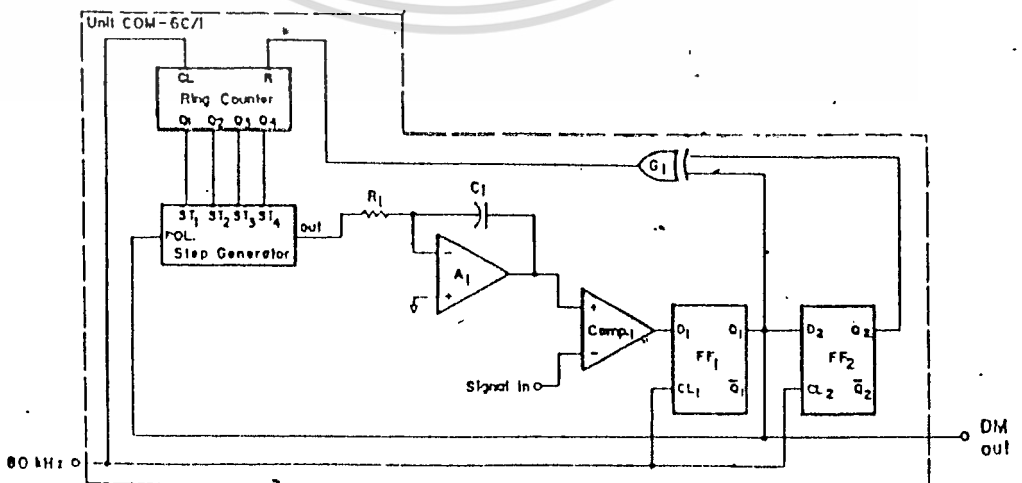 Unit COM-6C/1
CL R
Ring Counter
Q1 Q2 Q3 Q4
G1
ST1 ST2 ST3 ST4
POL.
Step Generator
out
R1
C1
-
A1
+
+
Comp.1
-
Signal in
D1 Q1
FF1
CL1 Q̄1
D2 Q2
FF2
CL2 Q̄2
80 kHz
DM
out